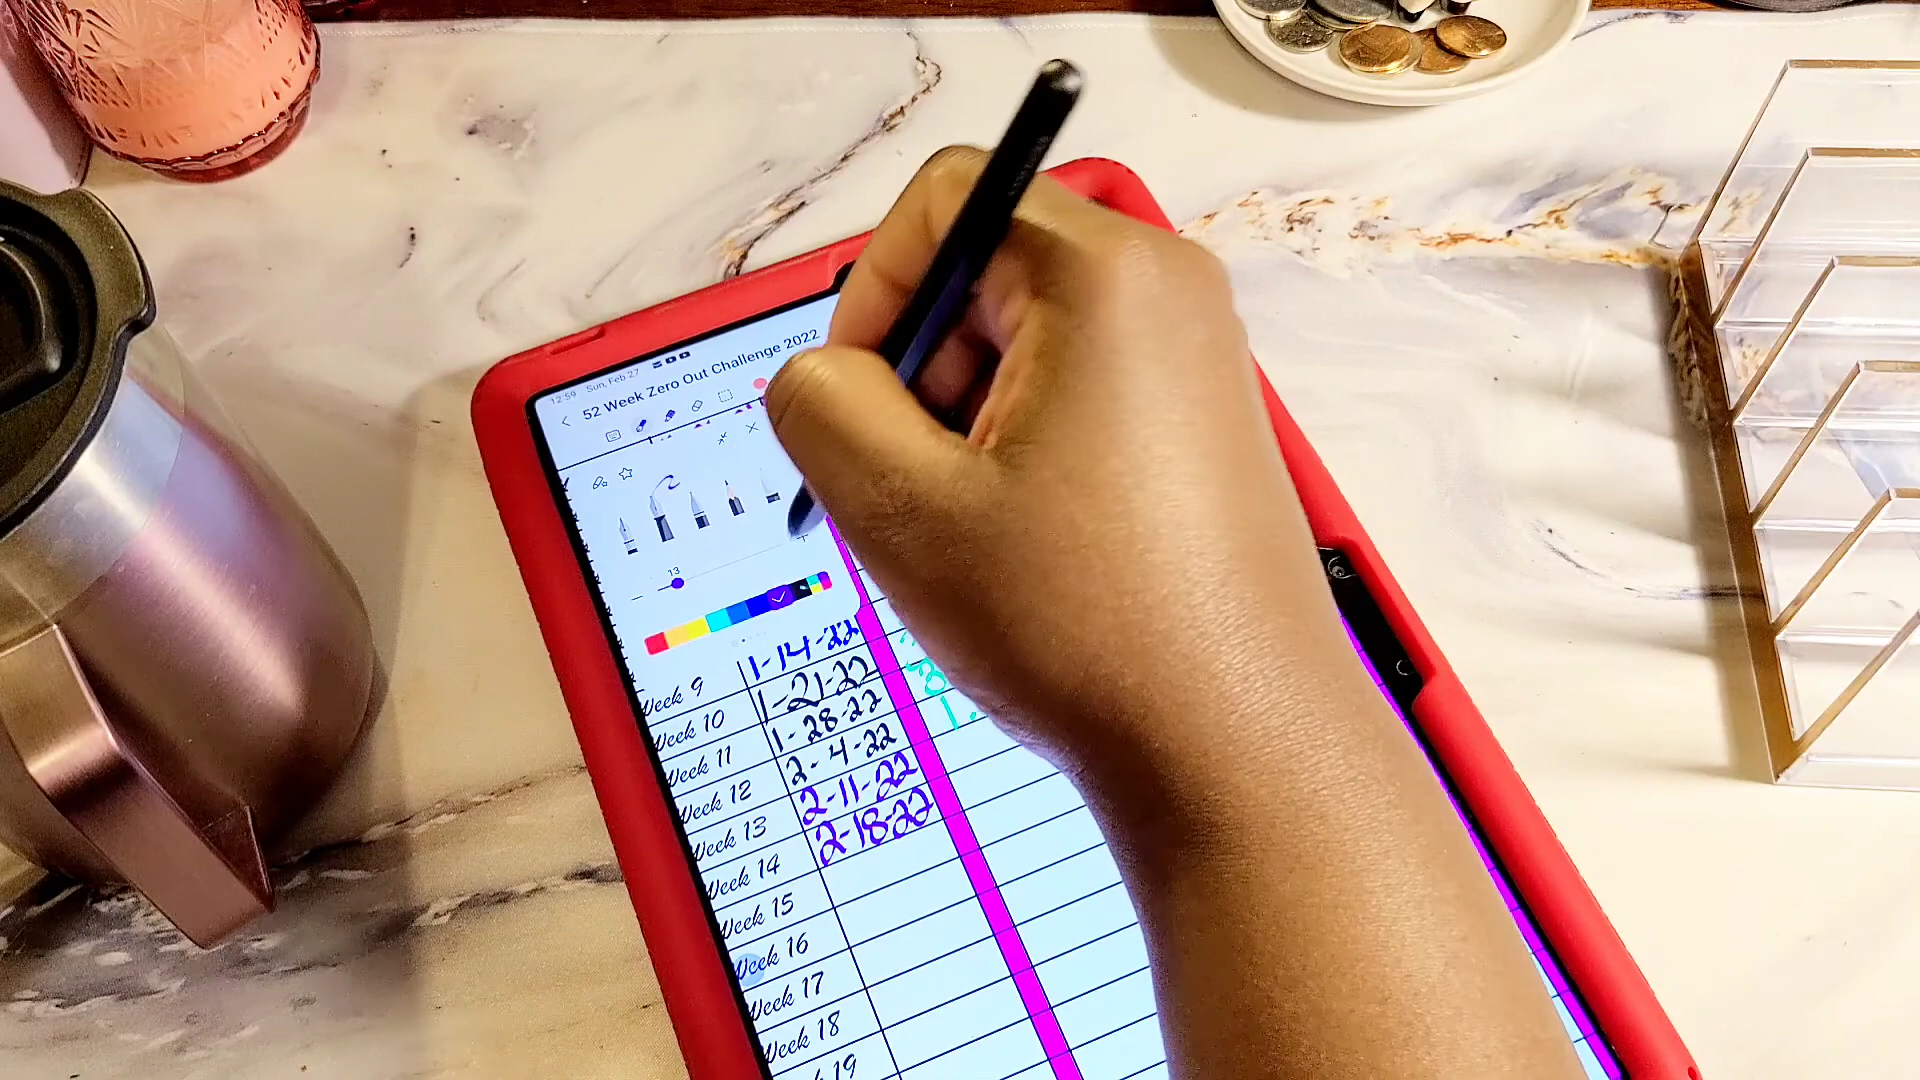 12:59 Sun, Feb 27
52 Week Zero Out Challenge 2022
13
1-14-22
Week 9 1-21-22
Week 10 1-28-22
Week 11 2-4-22
Week 12 2-11-22
Week 13 2-18-22
Week 14
Week 15
Week 16
Week 17
Week 18
19